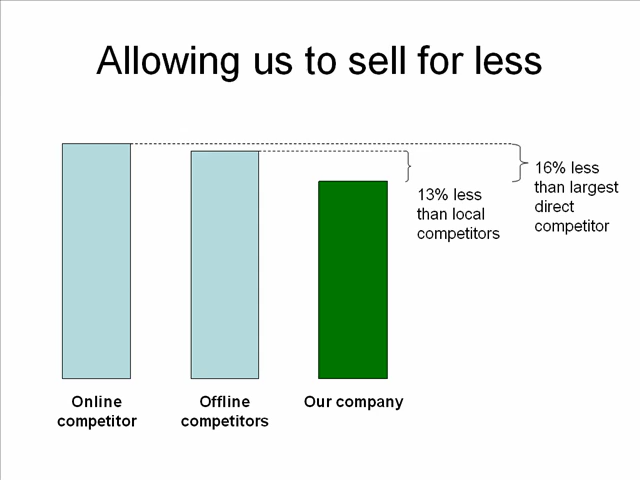 Allowing us to sell for less
16% less
than largest
direct
competitor
13% less
than local
competitors
Online
competitor
Offline
competitors
Our company